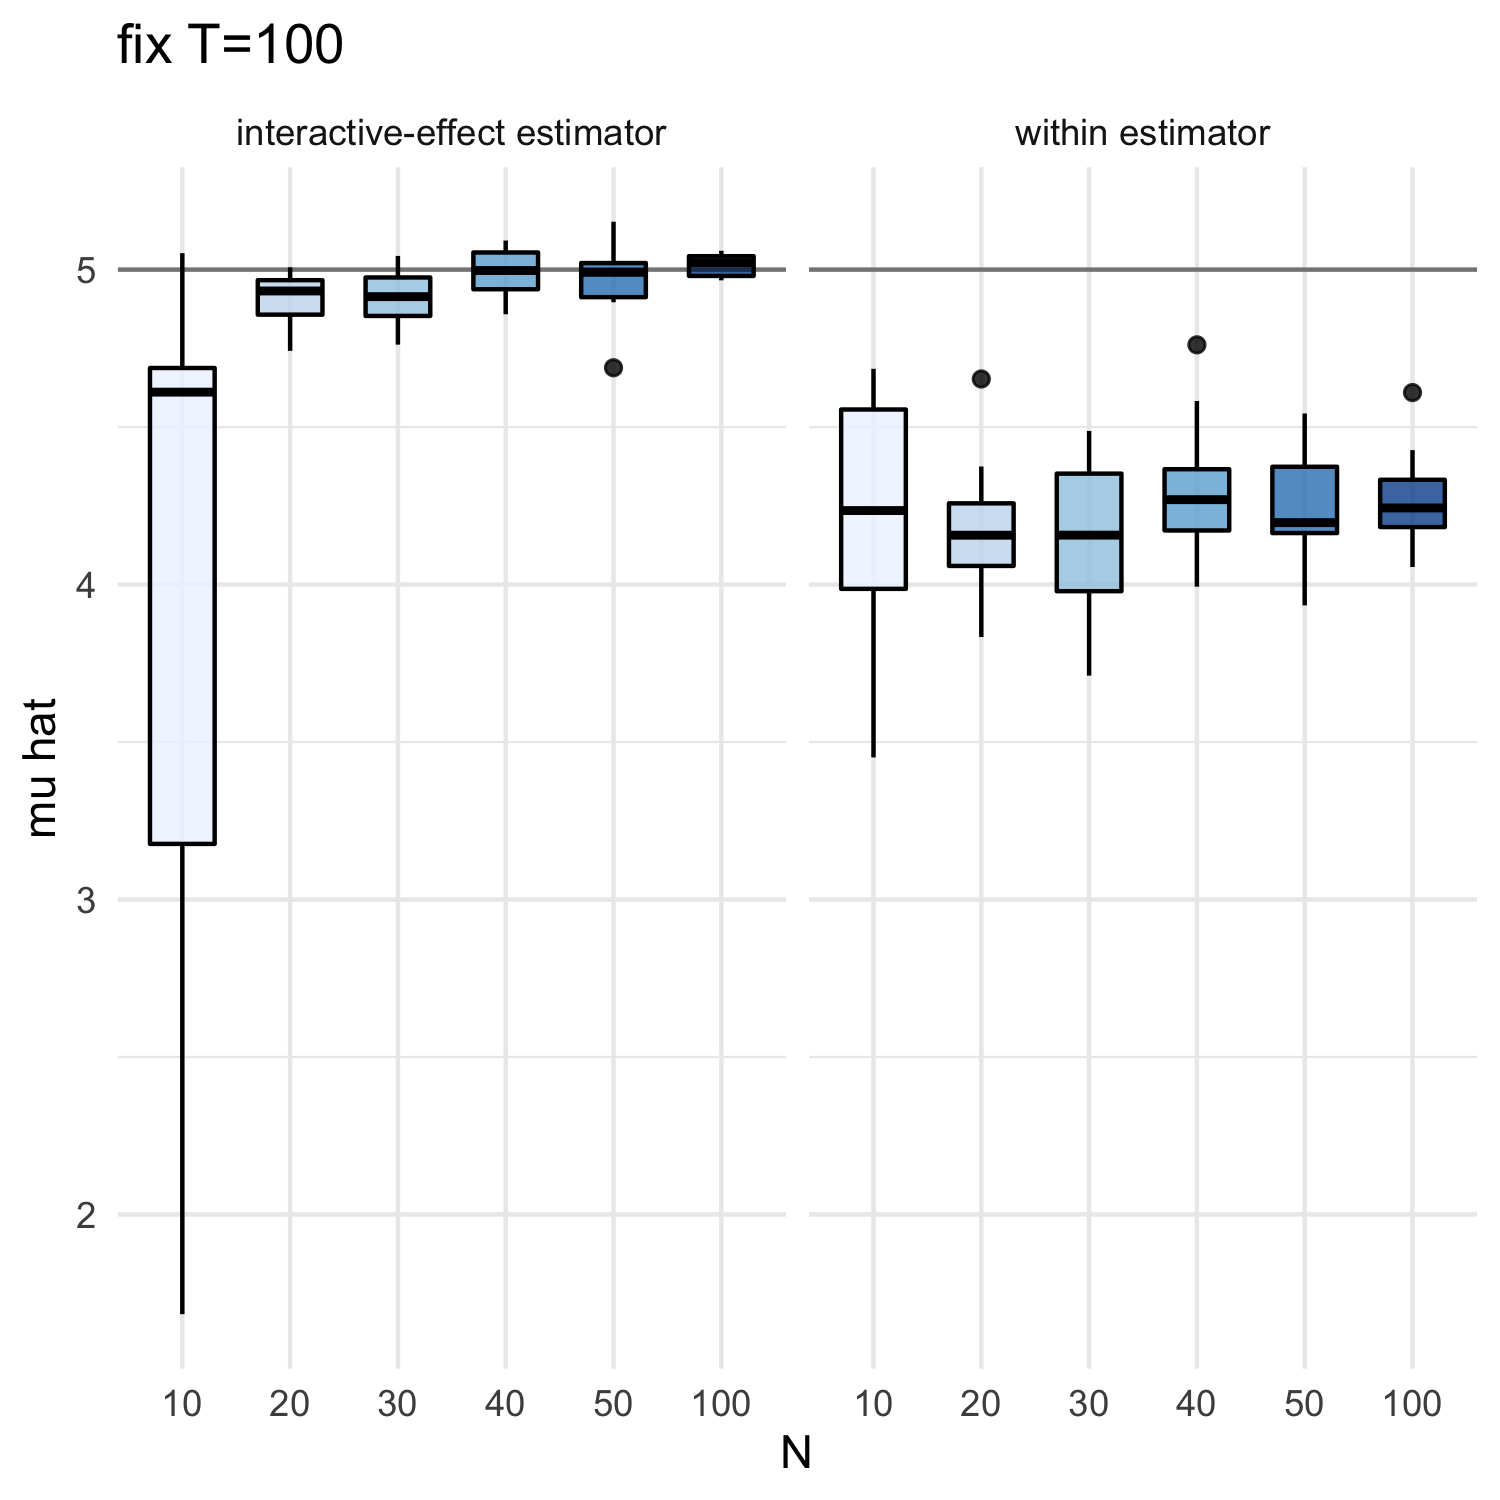 fix T=100
interactive-effect estimator
within estimator
mu hat
5
4
3
2
10 20 30 40 50 100
10 20 30 40 50 100
N